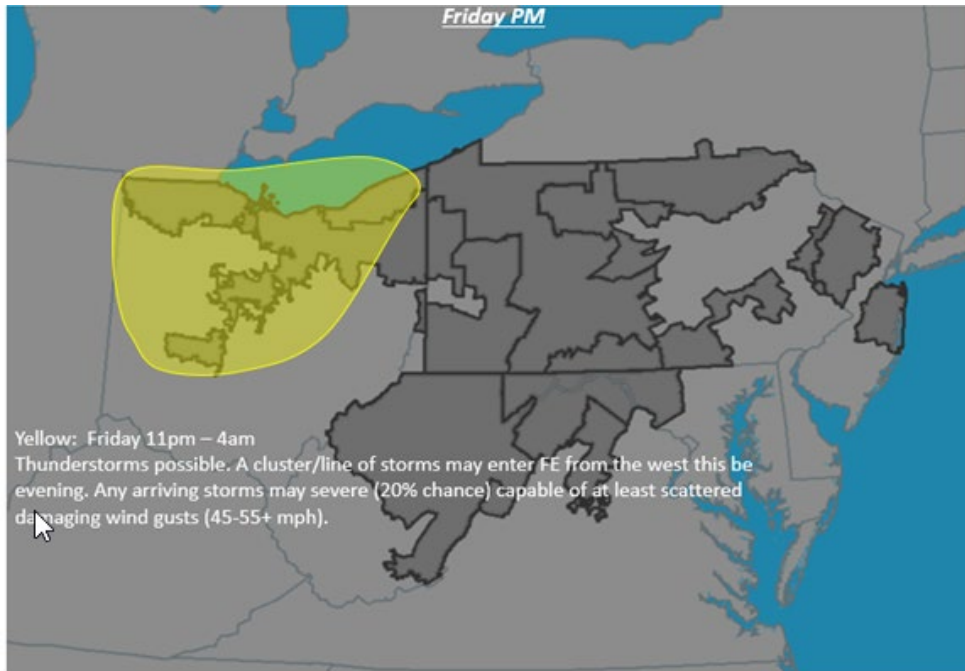 Friday PM
Yellow:  Friday 11pm – 4am
Thunderstorms possible. A cluster/line of storms may enter FE from the west this be
evening. Any arriving storms may severe (20% chance) capable of at least scattered
damaging wind gusts (45-55+ mph).